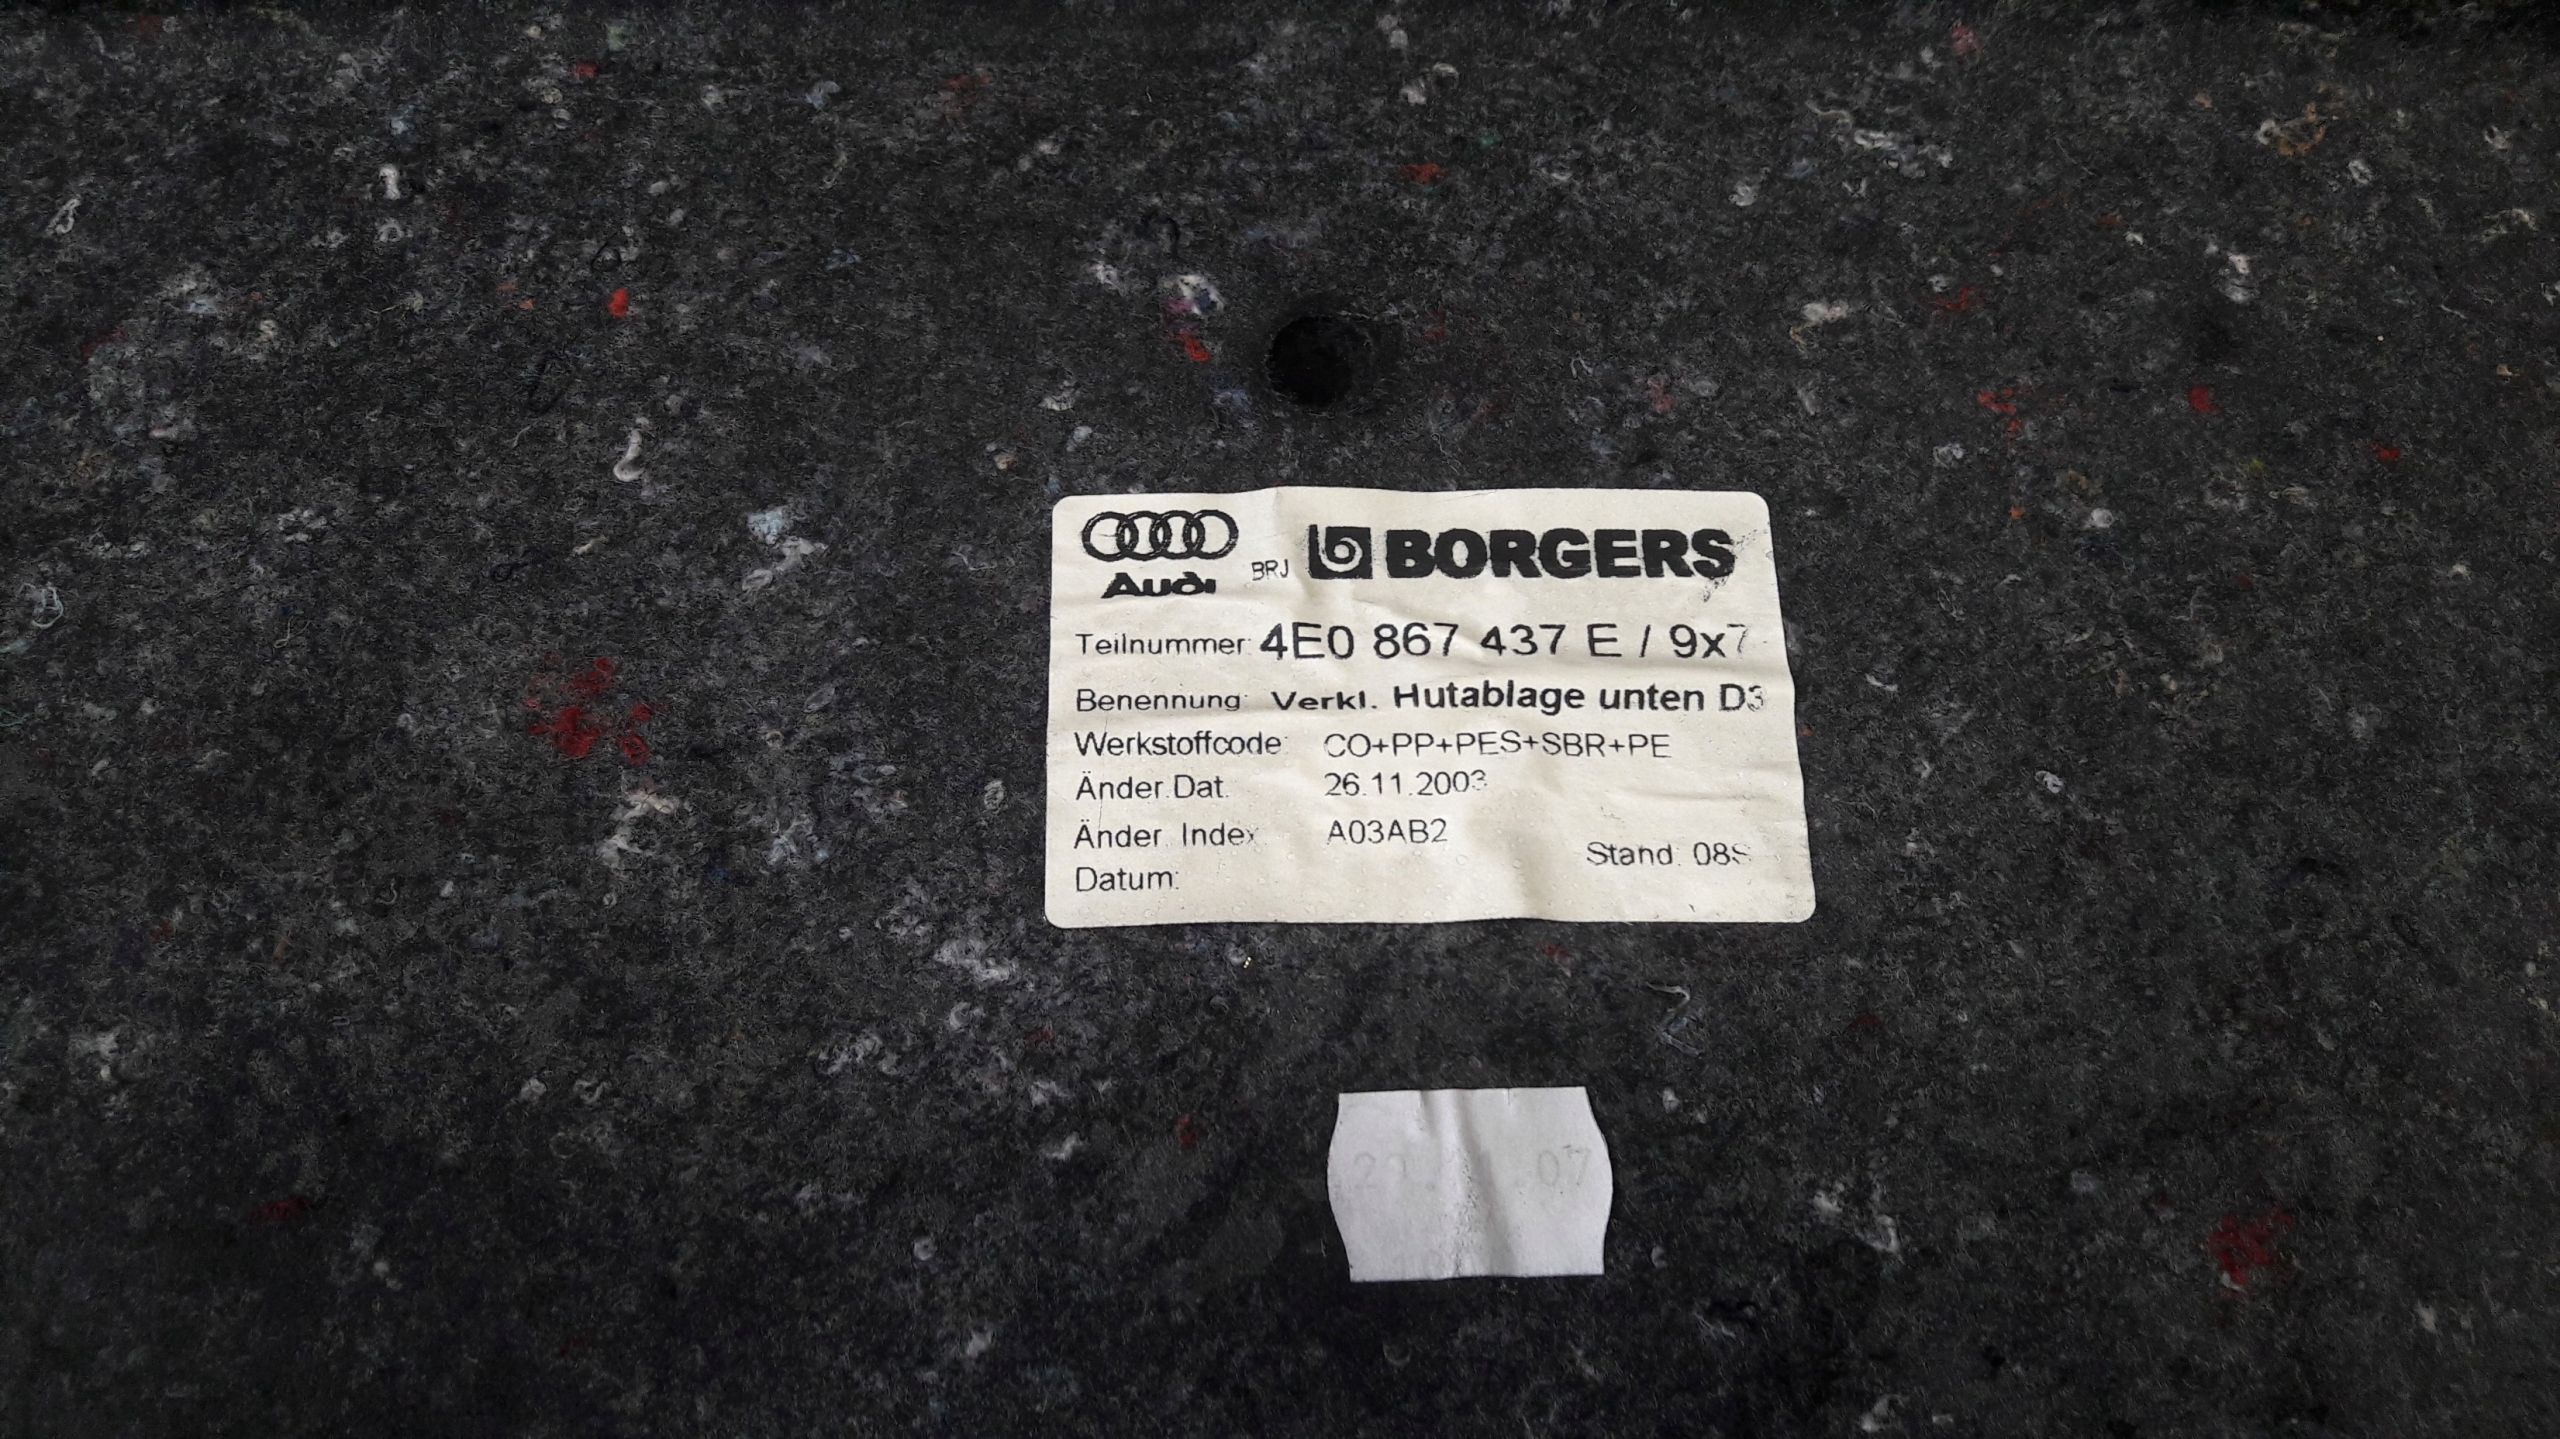 Audi BRJ BORGERS
Teilnummer: 4E0 867 437 E / 9x7
Benennung: Verkl. Hutablage unten D3
Werkstoffcode: CO+PP+PES+SBR+PE
Änder.Dat. 26.11.2003
Änder. Index: A03AB2
Stand: 08S
Datum: